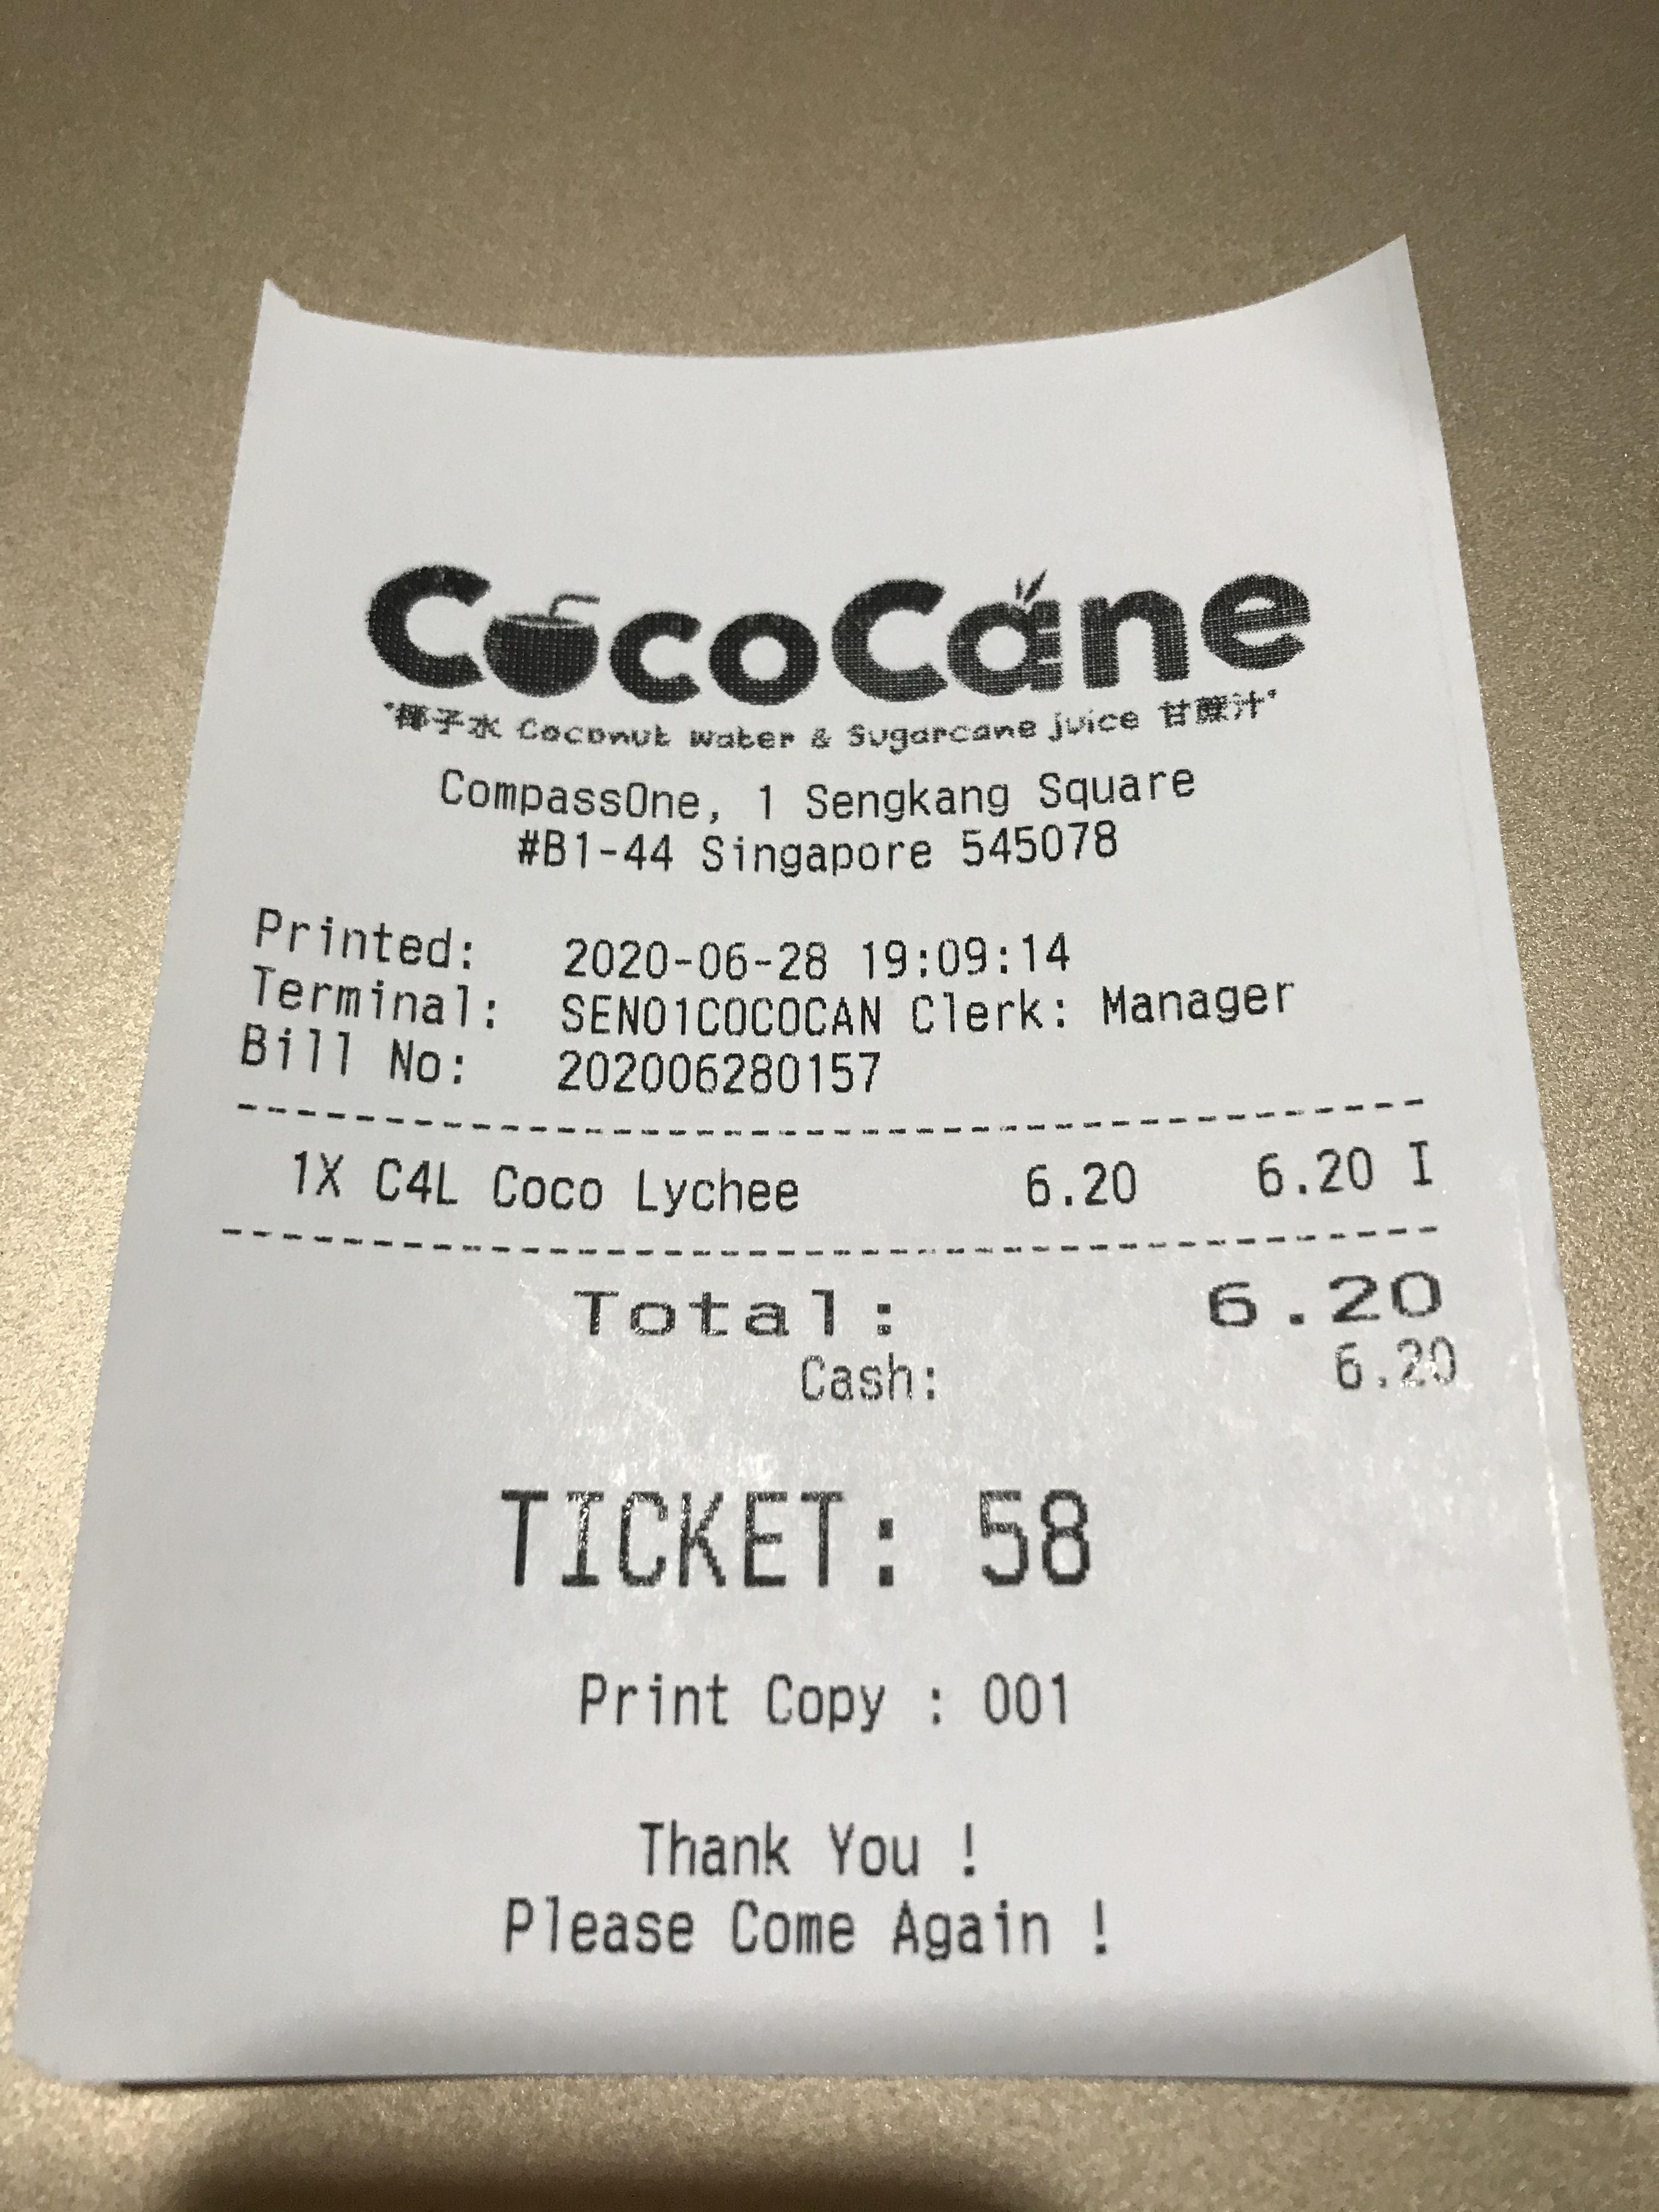 CocoCane
"椰子水 Coconut water & Sugarcane juice 甘蔗汁"
CompassOne, 1 Sengkang Square
#B1-44 Singapore 545078
Printed: 2020-06-28 19:09:14
Terminal: SEN01COCOCAN Clerk: Manager
Bill No: 202006280157
1X C4L Coco Lychee 6.20 6.20 I
Total: 6.20
Cash: 6.20
TICKET: 58
Print Copy : 001
Thank You !
Please Come Again !